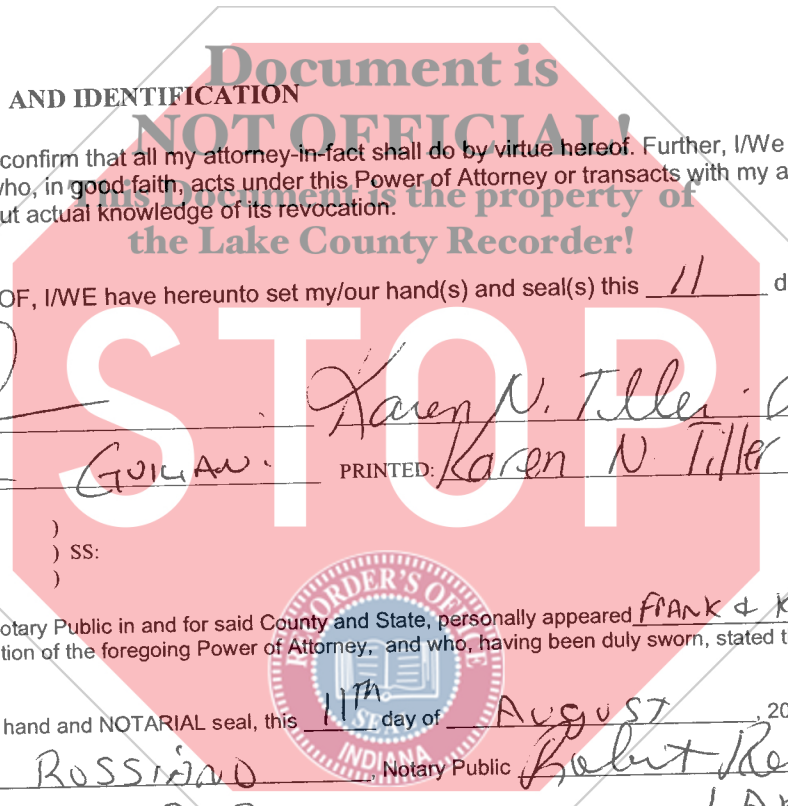 Document is
AND IDENTIFICATION
NOT OFFICIAL!
confirm that all my attorney-in-fact shall do by virtue hereof. Further, I/We
who, in good faith, acts under this Power of Attorney or transacts with my a
ut actual knowledge of its revocation.
This Document is the property of
the Lake County Recorder!
OF, I/WE have hereunto set my/our hand(s) and seal(s) this 11 d
STOP
Karen N. Tiller
PRINTED: Karen N. Tiller
)
) SS:
)
RECORDER'S OFFICE
otary Public in and for said County and State, personally appeared FRANK & K
tion of the foregoing Power of Attorney, and who, having been duly sworn, stated t
hand and NOTARIAL seal, this 11TH day of AUGUST, 20
SEAL
INDIANA
ROSSIANO, Notary Public Robert